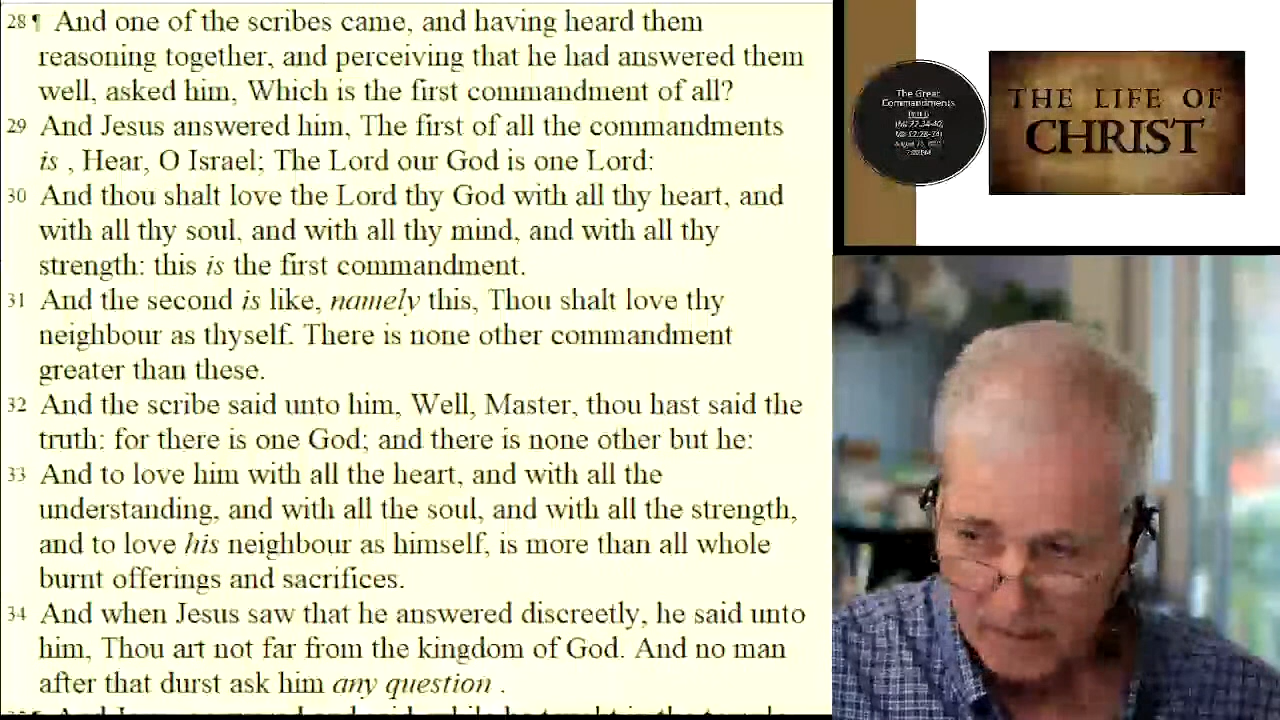 28 ¶ And one of the scribes came, and having heard them
reasoning together, and perceiving that he had answered them
well, asked him, Which is the first commandment of all?
29 And Jesus answered him, The first of all the commandments
is , Hear, O Israel; The Lord our God is one Lord:
30 And thou shalt love the Lord thy God with all thy heart, and
with all thy soul, and with all thy mind, and with all thy
strength: this is the first commandment.
31 And the second is like, namely this, Thou shalt love thy
neighbour as thyself. There is none other commandment
greater than these.
32 And the scribe said unto him, Well, Master, thou hast said the
truth: for there is one God; and there is none other but he:
33 And to love him with all the heart, and with all the
understanding, and with all the soul, and with all the strength,
and to love his neighbour as himself, is more than all whole
burnt offerings and sacrifices.
34 And when Jesus saw that he answered discreetly, he said unto
him, Thou art not far from the kingdom of God. And no man
after that durst ask him any question .
The Great
Commandments
THE LIFE OF
CHRIST